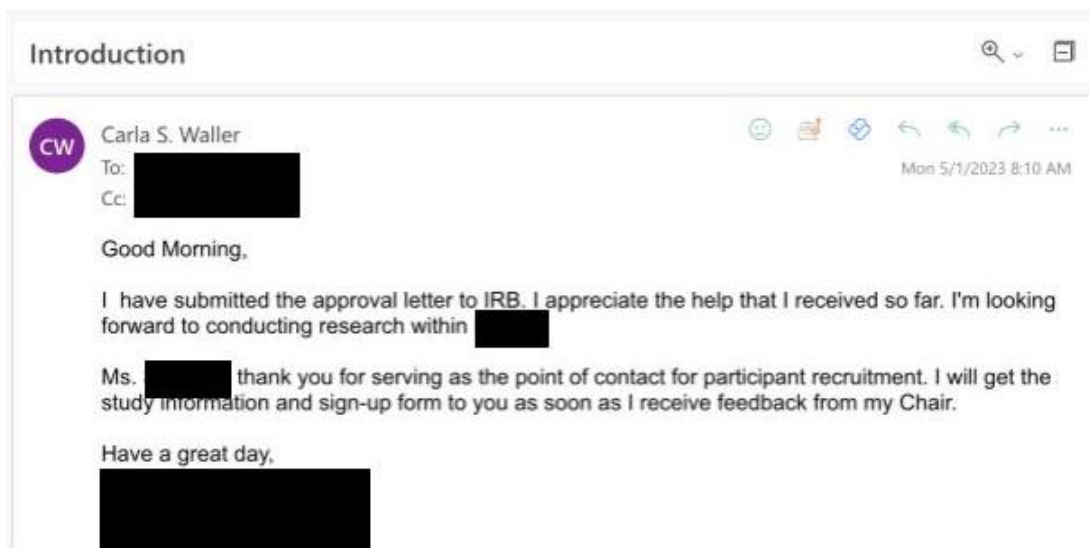 Introduction
CW
Carla S. Waller
To:
Mon 5/1/2023 8:10 AM
Cc:
Good Morning,
I have submitted the approval letter to IRB. I appreciate the help that I received so far. I'm looking
forward to conducting research within
Ms. thank you for serving as the point of contact for participant recruitment. I will get the
study information and sign-up form to you as soon as I receive feedback from my Chair.
Have a great day,